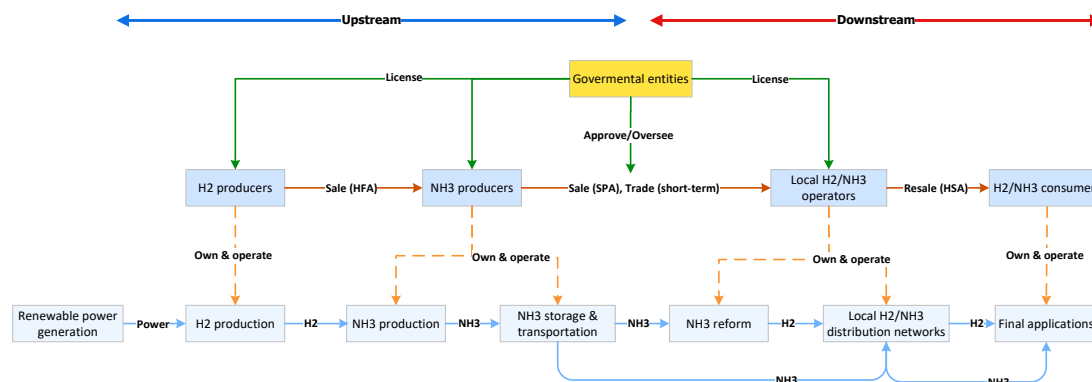 Upstream
Downstream
Govermental entities
License
License
Approve/Oversee
H2 producers
Sale (HFA)
NH3 producers
Sale (SPA), Trade (short-term)
Local H2/NH3
operators
Resale (HSA)
H2/NH3 consumer
Own & operate
Own & operate
Own & operate
Own & operate
Renewable power
generation
Power
H2 production
H2
NH3 production
NH3
NH3 storage &
transportation
NH3
NH3 reform
H2
Local H2/NH3
distribution networks
H2
Final applications
NH3
NH3